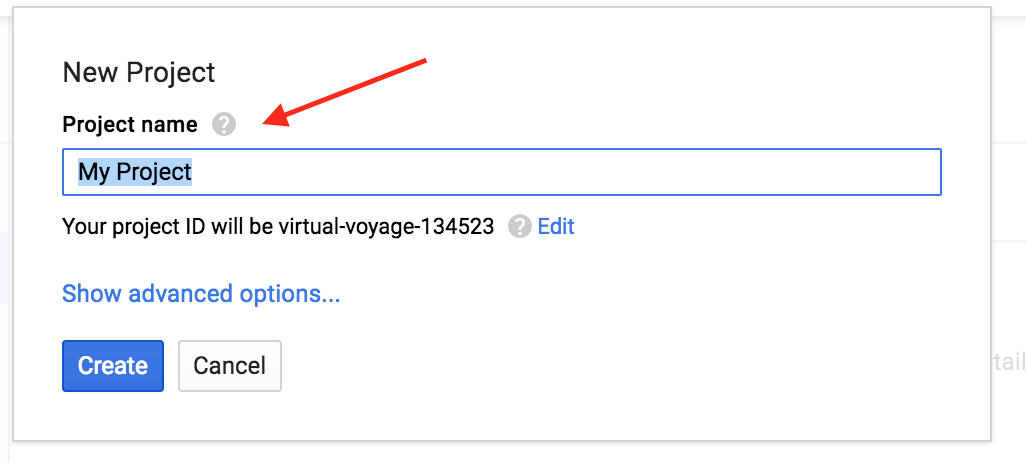 New Project
Project name ?
My Project
Your project ID will be virtual-voyage-134523 ? Edit
Show advanced options...
tail
Create Cancel